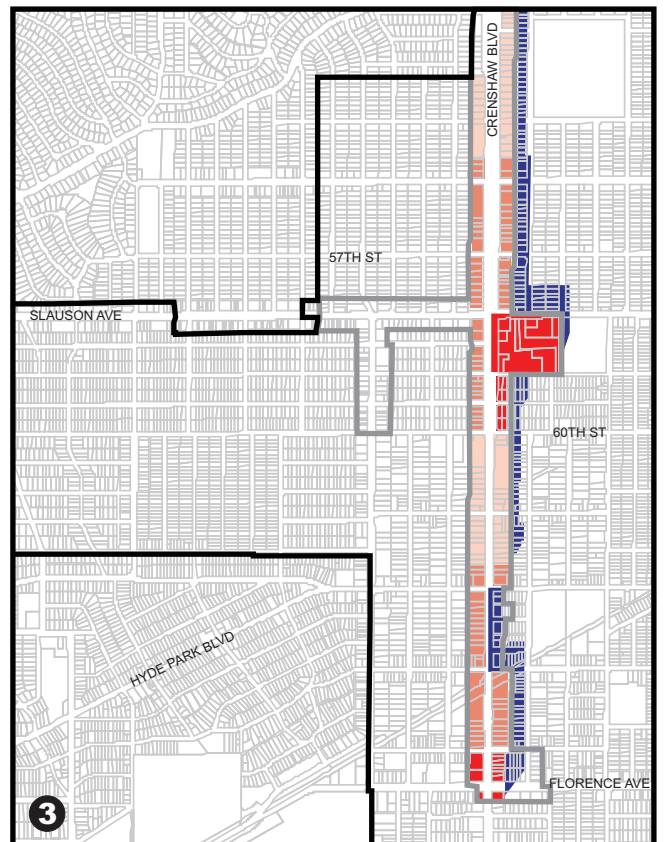 CRENSHAW BLVD
57TH ST
SLAUSON AVE
60TH ST
HYDE PARK BLVD
FLORENCE AVE
3